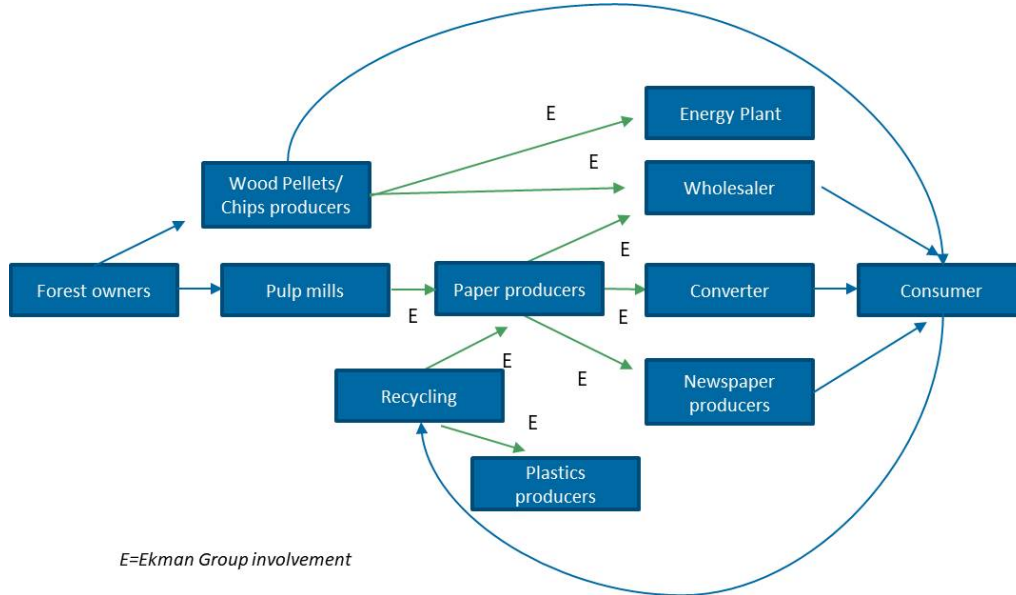 E
Energy Plant
E
Wood Pellets/
Chips producers
Wholesaler
E
Forest owners
Pulp mills
Paper producers
Converter
Consumer
E
E
E
E
Recycling
Newspaper
producers
E
Plastics
producers
E=Ekman Group involvement